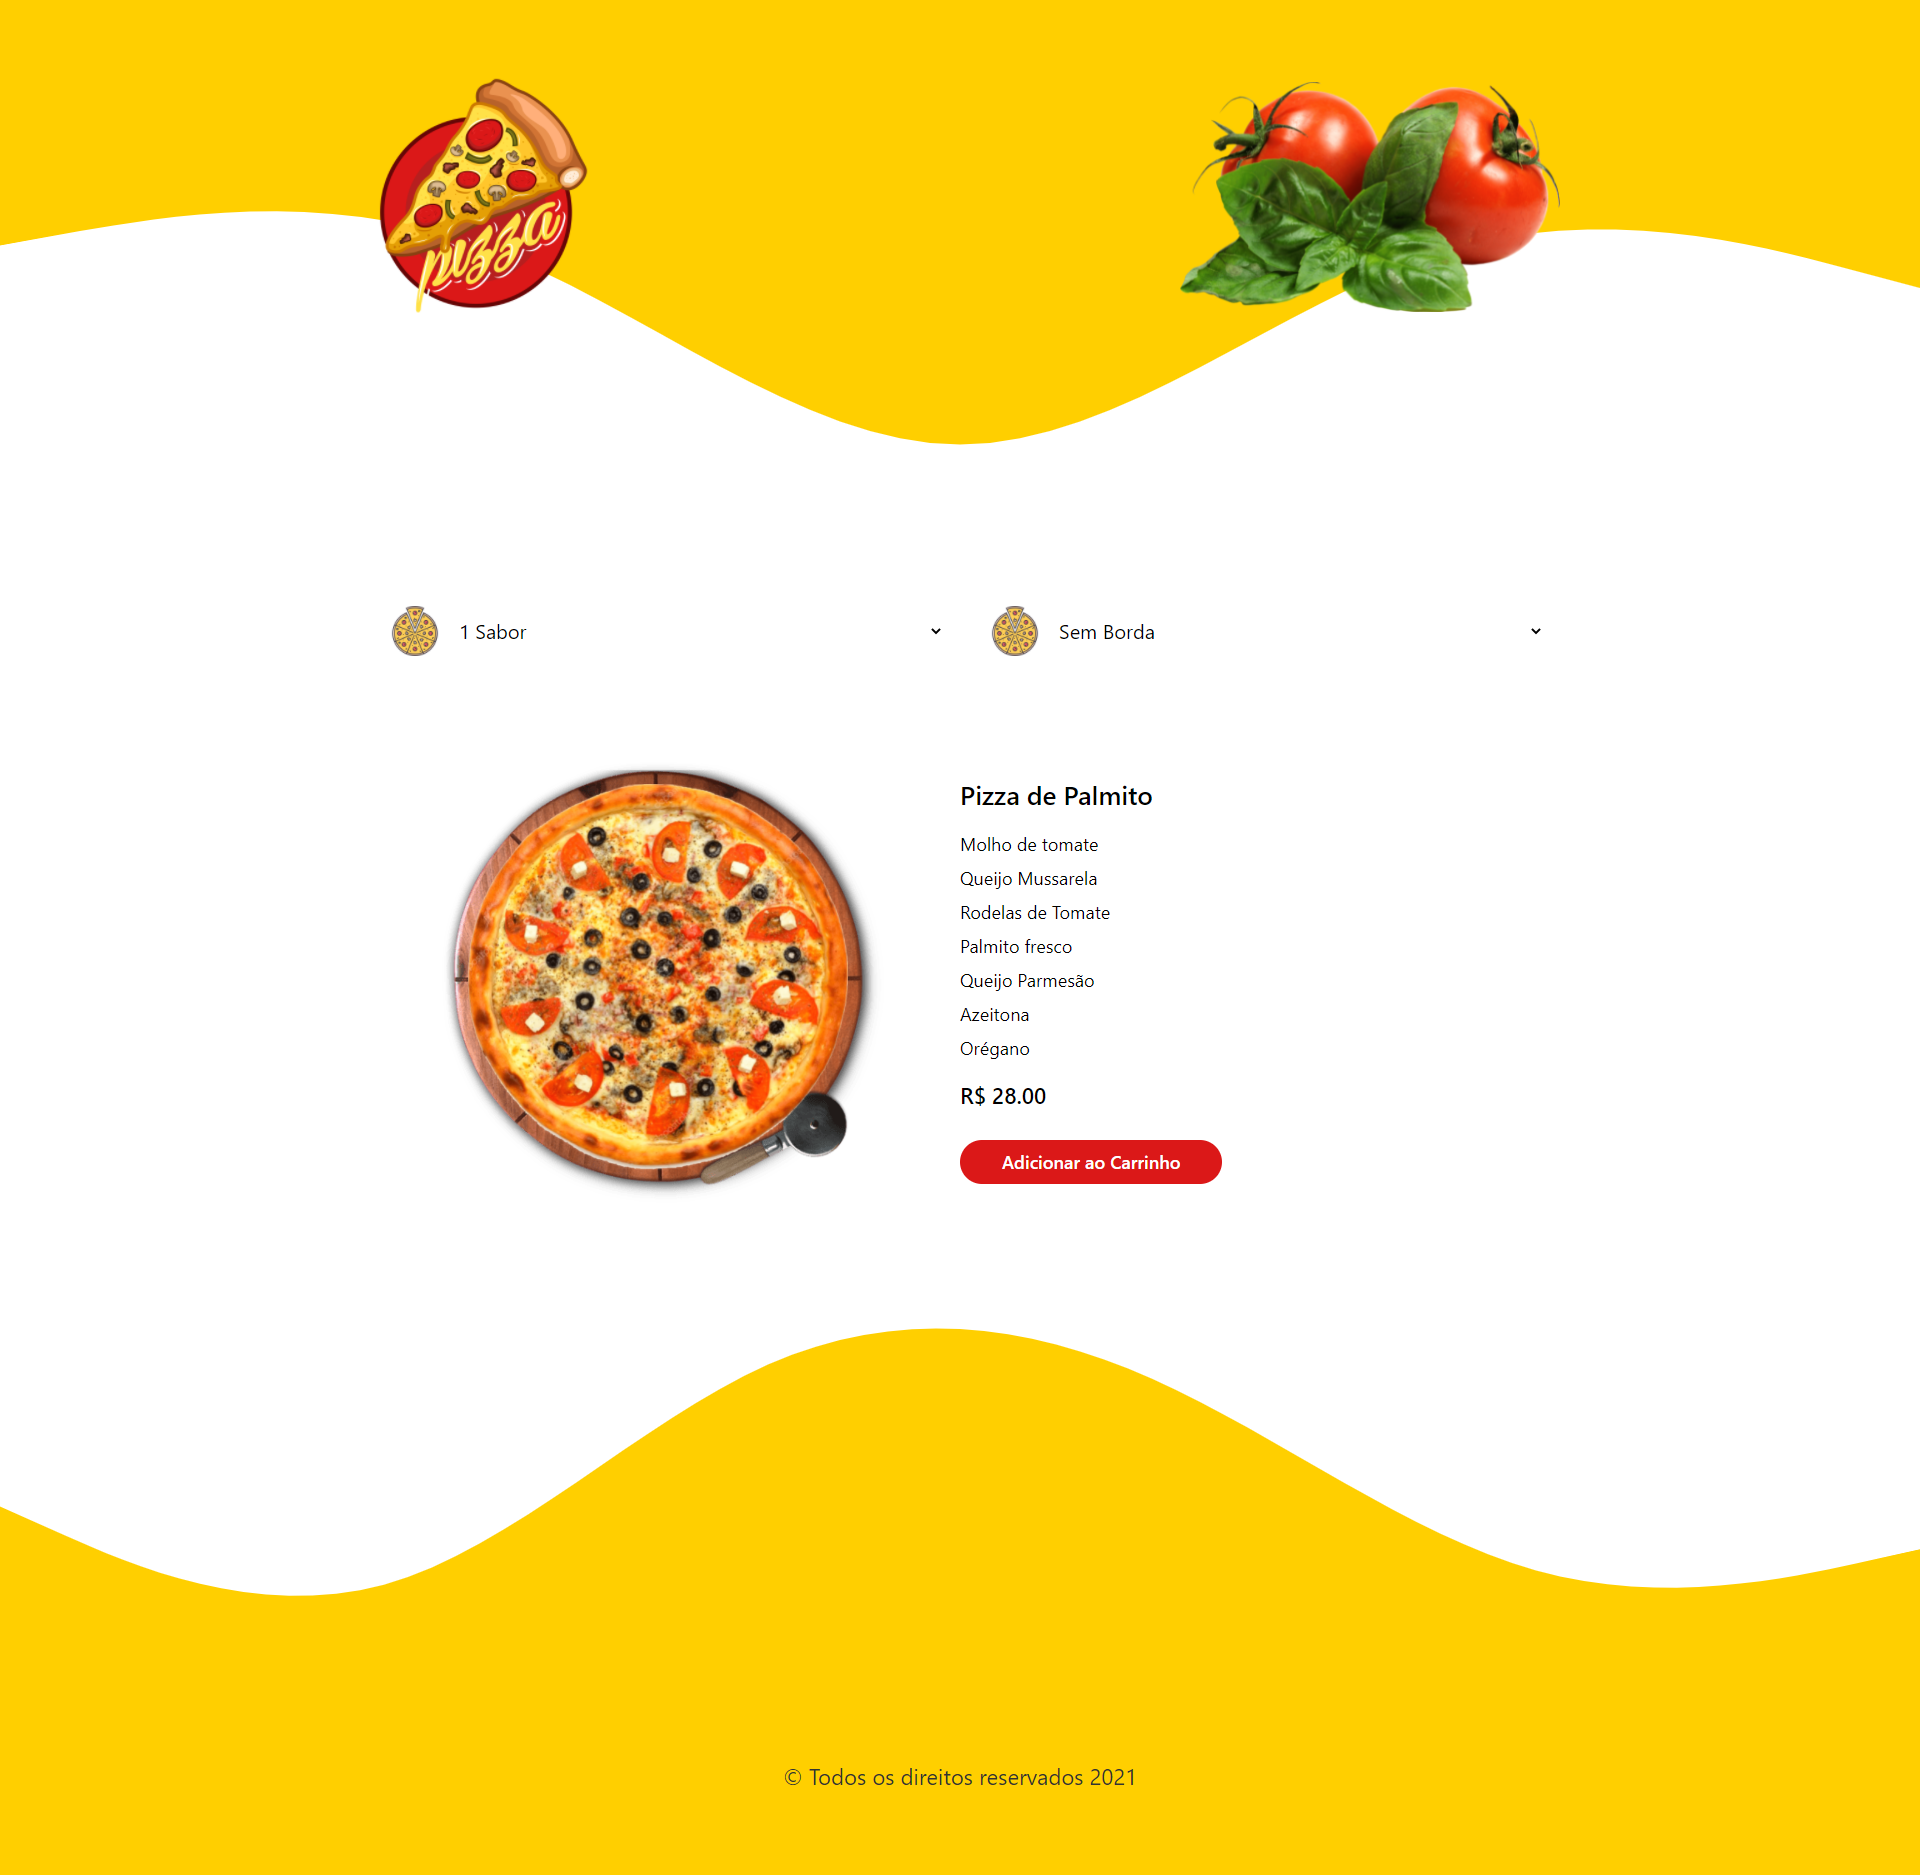 pizza
1 Sabor
Sem Borda
Pizza de Palmito
Molho de tomate
Queijo Mussarela
Rodelas de Tomate
Palmito fresco
Queijo Parmesão
Azeitona
Orégano
R$ 28.00
Adicionar ao Carrinho
© Todos os direitos reservados 2021